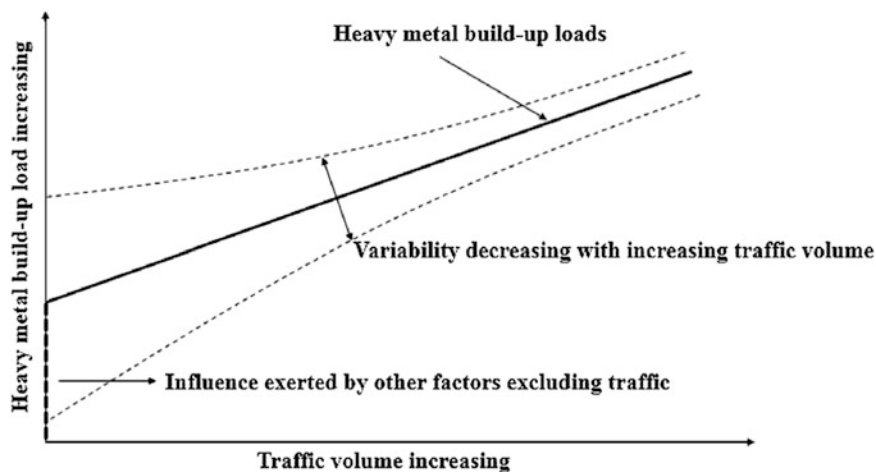 Heavy metal build-up loads
Heavy metal build-up load increasing
Variability decreasing with increasing traffic volume
Influence exerted by other factors excluding traffic
Traffic volume increasing